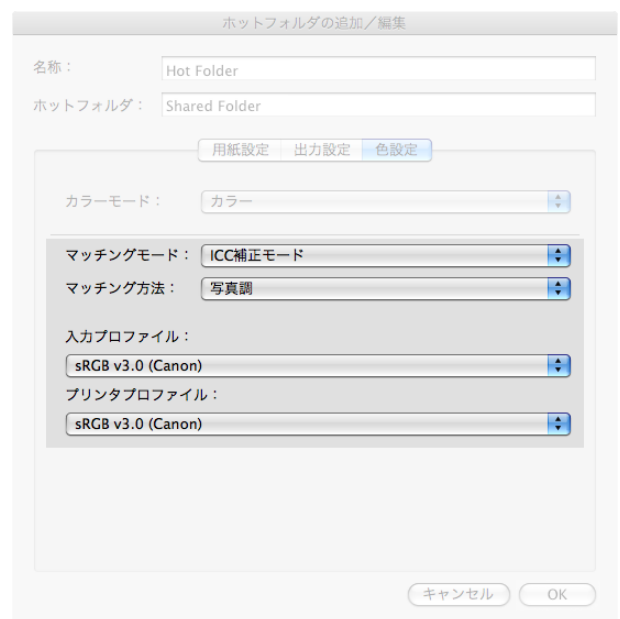 ホットフォルダの追加／編集
名称： Hot Folder
ホットフォルダ： Shared Folder
用紙設定 出力設定 色設定
カラーモード： カラー
マッチングモード： ICC補正モード
マッチング方法： 写真調
入力プロファイル：
sRGB v3.0 (Canon)
プリンタプロファイル：
sRGB v3.0 (Canon)
キャンセル OK